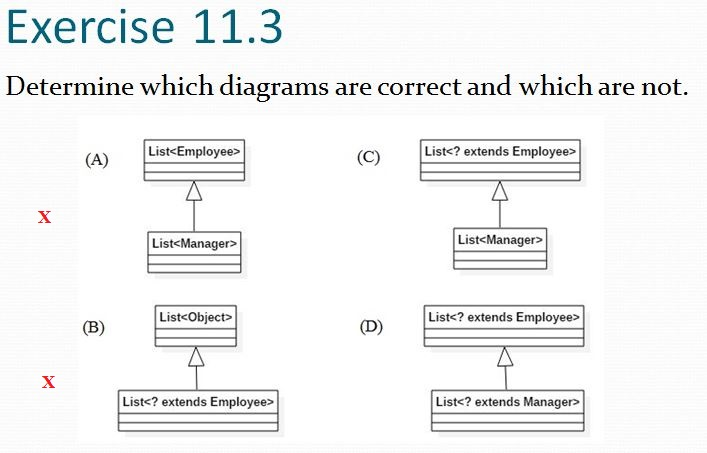 Exercise 11.3
Determine which diagrams are correct and which are not.
(A)
List<Employee>
X
List<Manager>
(C)
List<? extends Employee>
List<Manager>
(B)
List<Object>
X
List<? extends Employee>
(D)
List<? extends Employee>
List<? extends Manager>